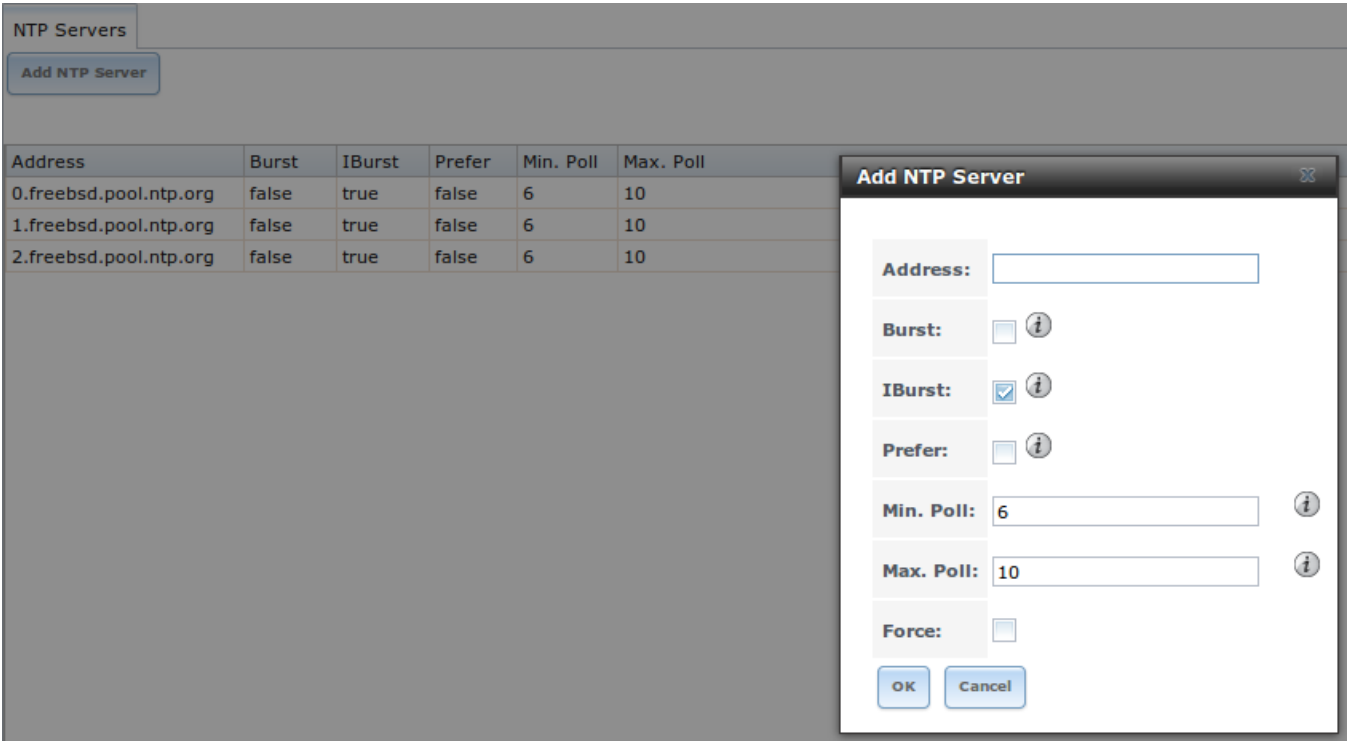 NTP Servers
Add NTP Server
Address Burst IBurst Prefer Min. Poll Max. Poll
0.freebsd.pool.ntp.org false true false 6 10
1.freebsd.pool.ntp.org false true false 6 10
2.freebsd.pool.ntp.org false true false 6 10
Add NTP Server
Address:
Burst:
IBurst:
Prefer:
Min. Poll: 6
Max. Poll: 10
Force:
OK Cancel